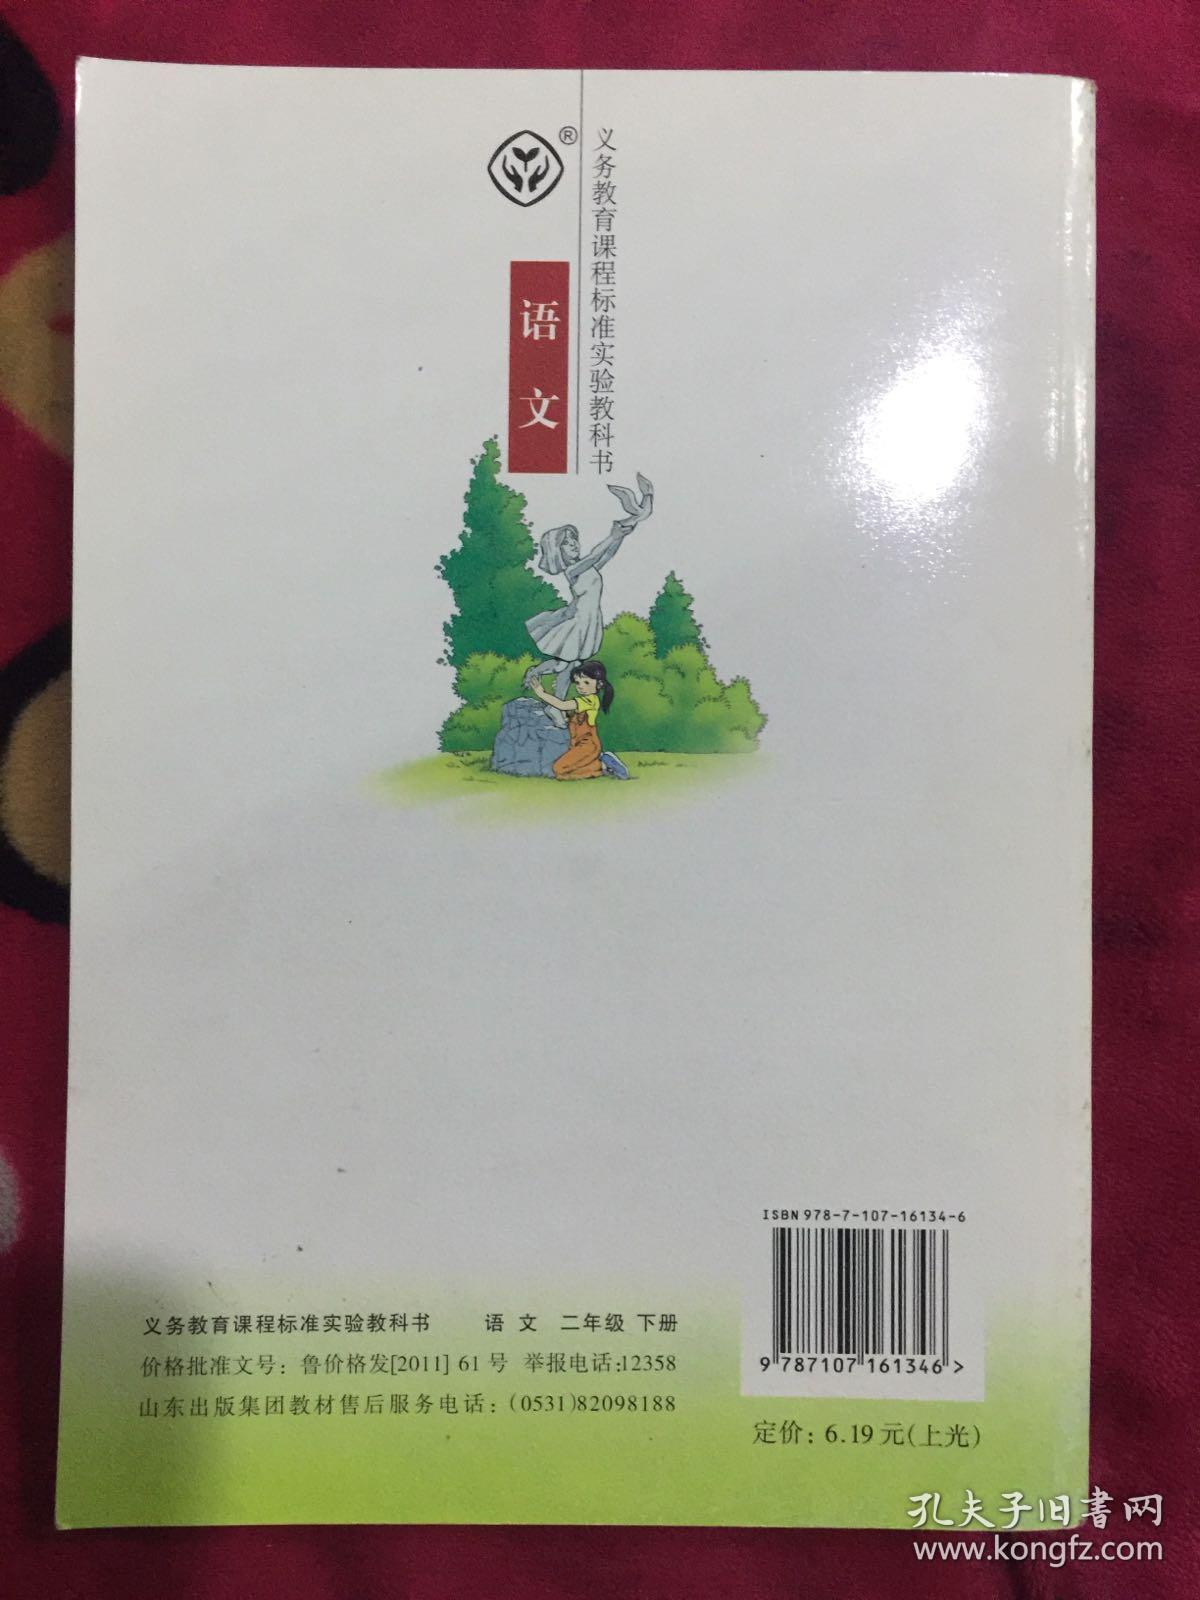 ®
义务教育课程标准实验教科书
语文
ISBN 978-7-107-16134-6
9 787107 161346 >
义务教育课程标准实验教科书 语 文 二年级 下册
价格批准文号：鲁价格发[2011] 61 号 举报电话:12358
山东出版集团教材售后服务电话：(0531)82098188
定价：6.19 元(上光)
孔夫子旧书网
www.kongfz.com